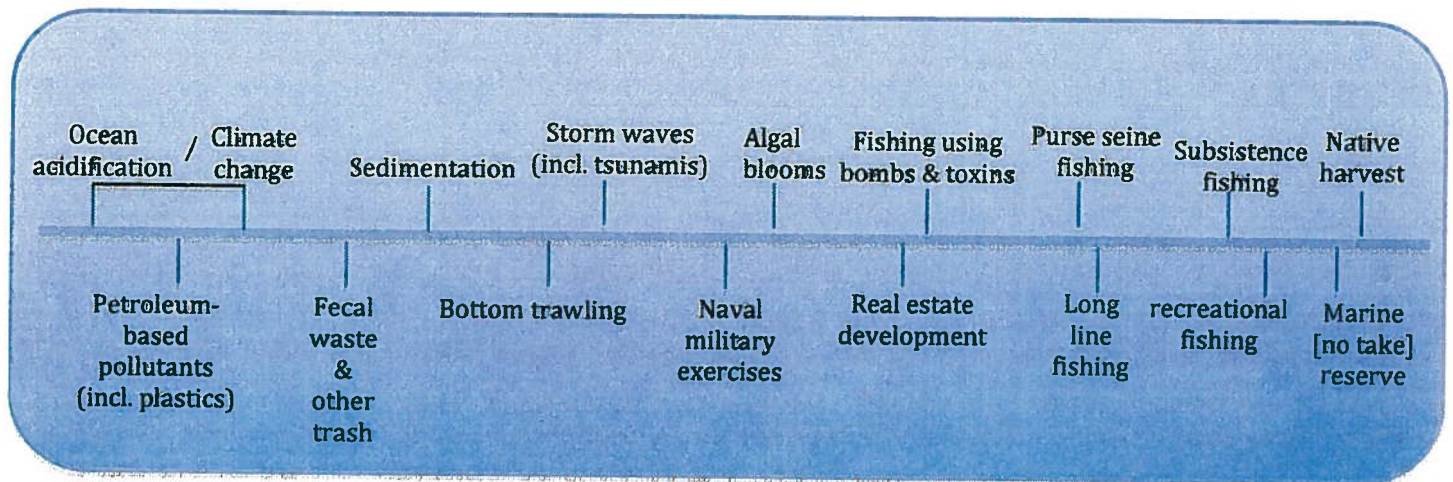 Ocean
acidification
/
Climate
change
Sedimentation
Storm waves
(incl. tsunamis)
Algal
blooms
Fishing using
bombs & toxins
Purse seine
fishing
Subsistence
fishing
Native
harvest
Petroleum-
based
pollutants
(incl. plastics)
Fecal
waste
&
other
trash
Bottom trawling
Naval
military
exercises
Real estate
development
Long
line
fishing
recreational
fishing
Marine
[no take]
reserve